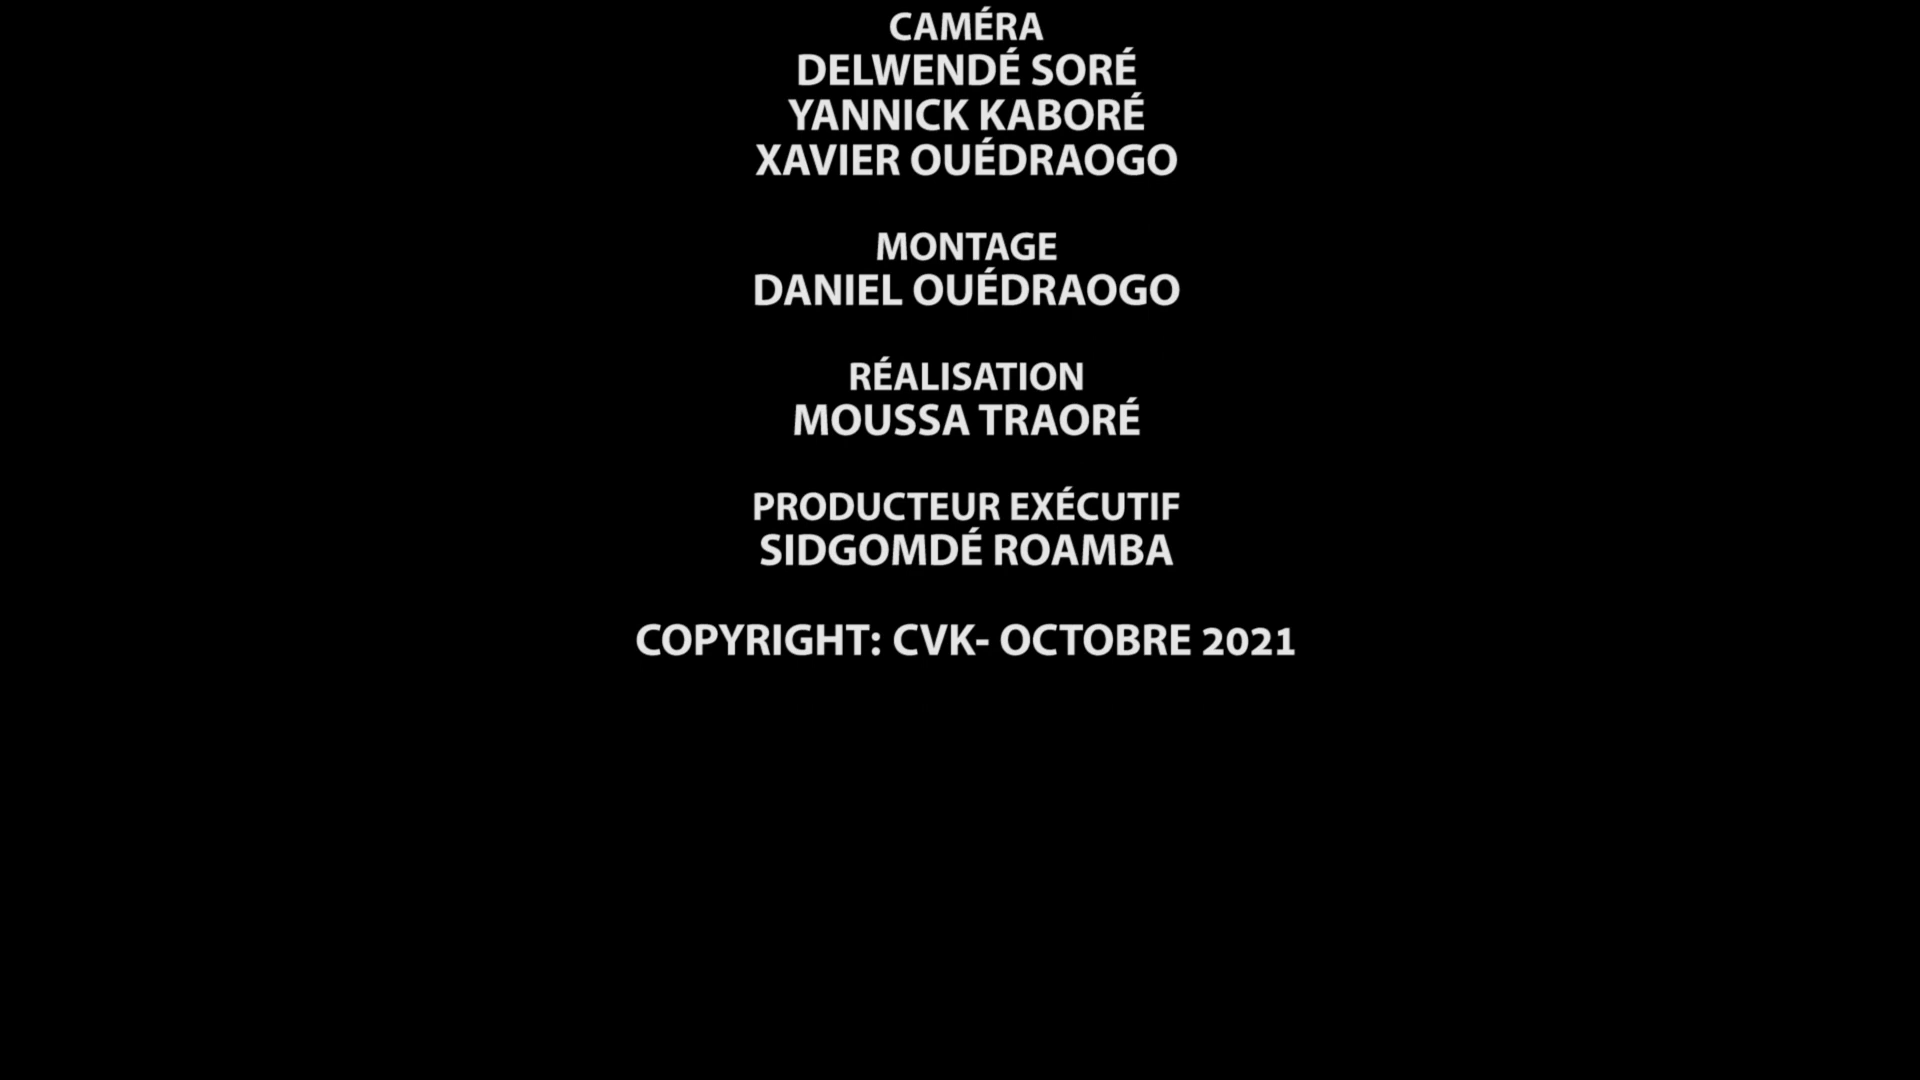 CAMÉRA
DELWENDÉ SORÉ
YANNICK KABORÉ
XAVIER OUÉDRAOGO
MONTAGE
DANIEL OUÉDRAOGO
RÉALISATION
MOUSSA TRAORÉ
PRODUCTEUR EXÉCUTIF
SIDGOMDÉ ROAMBA
COPYRIGHT: CVK- OCTOBRE 2021